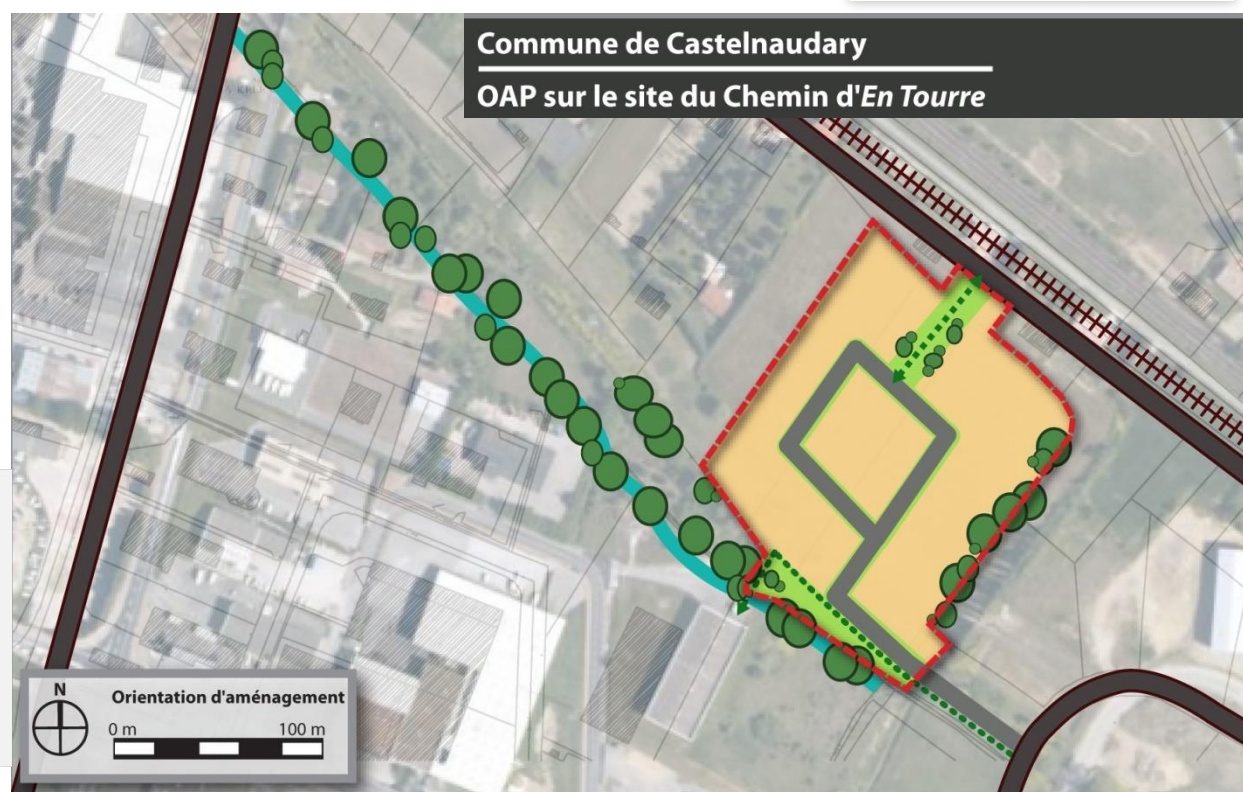 Commune de Castelnaudary
OAP sur le site du Chemin d'En Tourre
N
Orientation d'aménagement
0 m
100 m